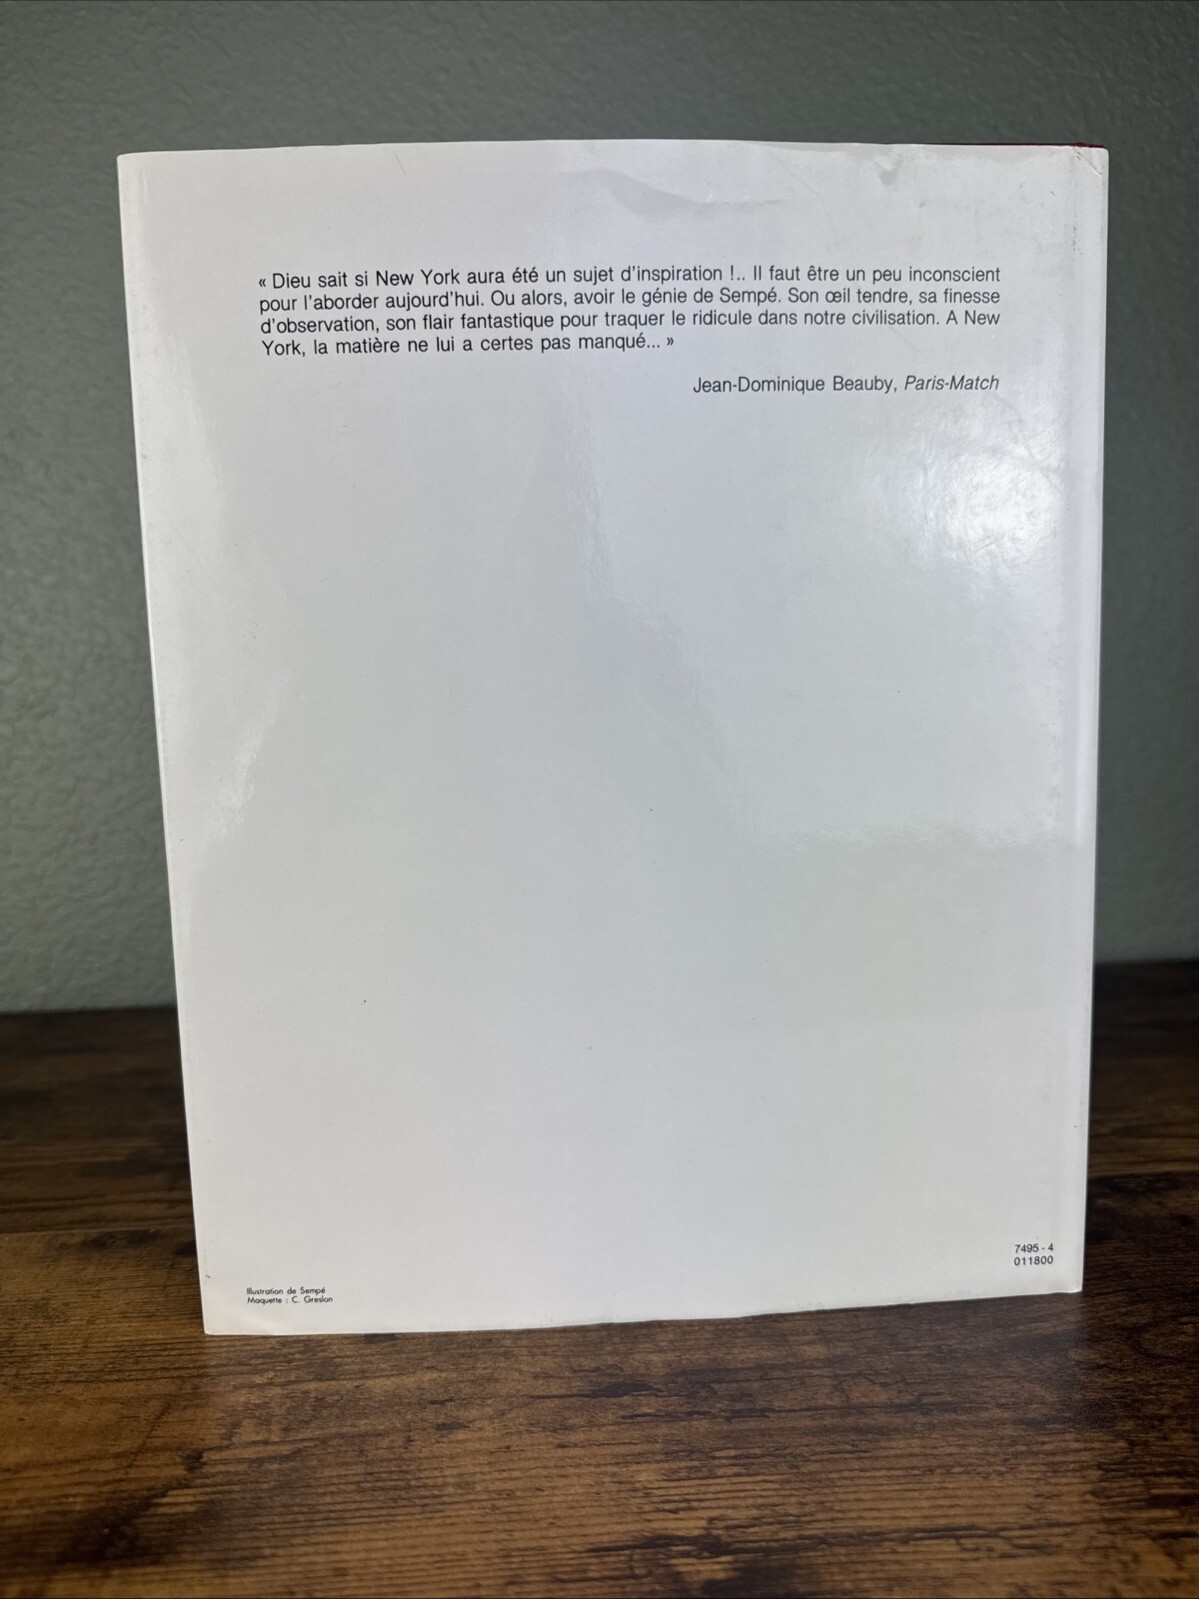 « Dieu sait si New York aura été un sujet d'inspiration !.. Il faut être un peu inconscient
pour l'aborder aujourd'hui. Ou alors, avoir le génie de Sempé. Son œil tendre, sa finesse
d'observation, son flair fantastique pour traquer le ridicule dans notre civilisation. A New
York, la matière ne lui a certes pas manqué... »
Jean-Dominique Beauby, Paris-Match
7495 - 4
011800
Illustration de Sempé
Maquette : C. Greslon